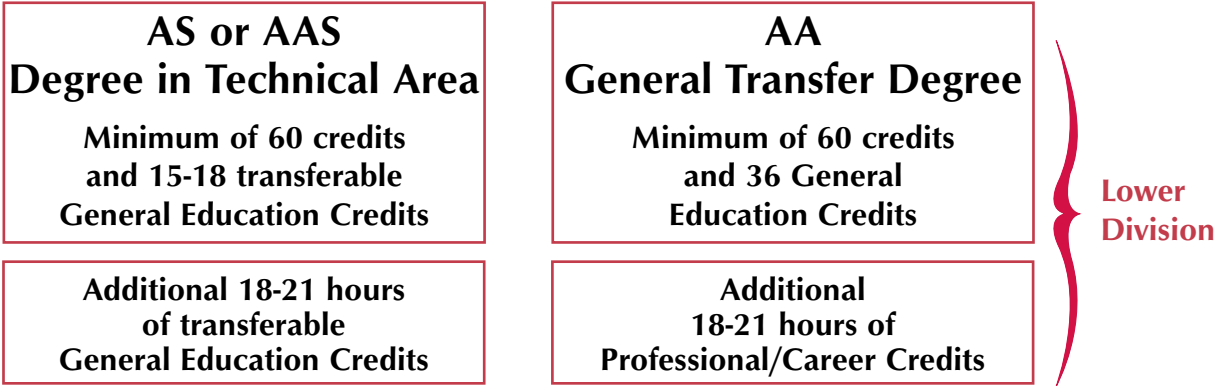 AS or AAS
Degree in Technical Area
Minimum of 60 credits
and 15-18 transferable
General Education Credits
AA
General Transfer Degree
Minimum of 60 credits
and 36 General
Education Credits
Additional 18-21 hours
of transferable
General Education Credits
Additional
18-21 hours of
Professional/Career Credits
Lower
Division